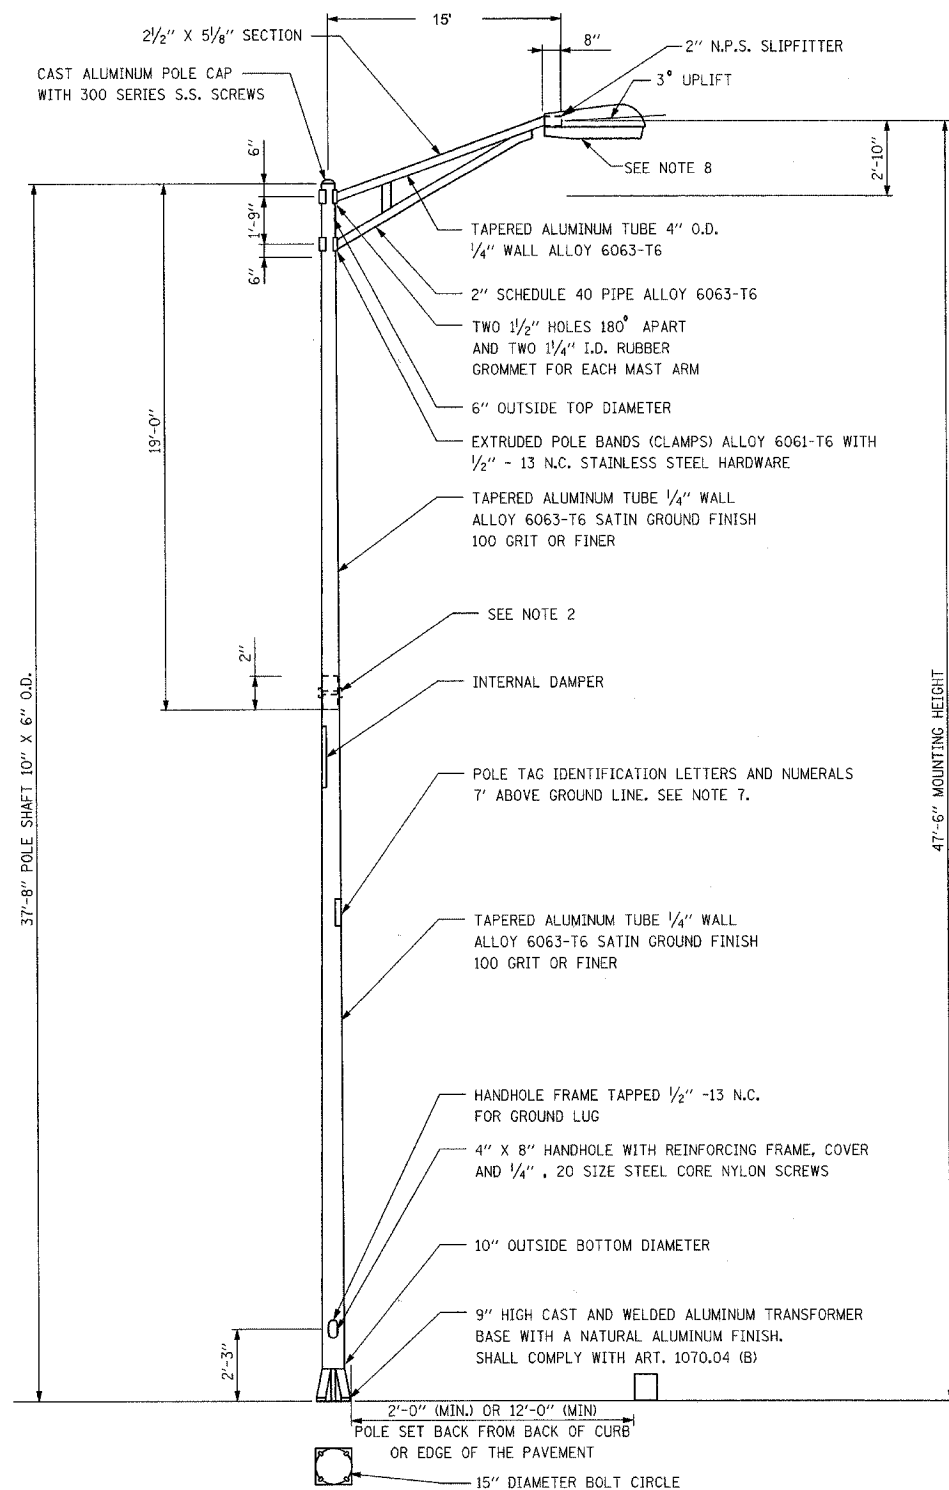 15'
2½" X 5⅛" SECTION
8"
2" N.P.S. SLIPFITTER
CAST ALUMINUM POLE CAP
WITH 300 SERIES S.S. SCREWS
3° UPLIFT
SEE NOTE 8
2'-10"
6"
1'-9"
6"
TAPERED ALUMINUM TUBE 4" O.D.
¼" WALL ALLOY 6063-T6
2" SCHEDULE 40 PIPE ALLOY 6063-T6
TWO 1½" HOLES 180° APART
AND TWO 1¼" I.D. RUBBER
GROMMET FOR EACH MAST ARM
6" OUTSIDE TOP DIAMETER
19'-0"
EXTRUDED POLE BANDS (CLAMPS) ALLOY 6061-T6 WITH
½" - 13 N.C. STAINLESS STEEL HARDWARE
TAPERED ALUMINUM TUBE ¼" WALL
ALLOY 6063-T6 SATIN GROUND FINISH
100 GRIT OR FINER
SEE NOTE 2
2"
INTERNAL DAMPER
37'-8" POLE SHAFT 10" X 6" O.D.
47'-6" MOUNTING HEIGHT
POLE TAG IDENTIFICATION LETTERS AND NUMERALS
7' ABOVE GROUND LINE. SEE NOTE 7.
TAPERED ALUMINUM TUBE ¼" WALL
ALLOY 6063-T6 SATIN GROUND FINISH
100 GRIT OR FINER
HANDHOLE FRAME TAPPED ½" -13 N.C.
FOR GROUND LUG
4" X 8" HANDHOLE WITH REINFORCING FRAME, COVER
AND ¼" , 20 SIZE STEEL CORE NYLON SCREWS
10" OUTSIDE BOTTOM DIAMETER
9" HIGH CAST AND WELDED ALUMINUM TRANSFORMER
BASE WITH A NATURAL ALUMINUM FINISH.
SHALL COMPLY WITH ART. 1070.04 (B)
2'-3"
2'-0" (MIN.) OR 12'-0" (MIN)
POLE SET BACK FROM BACK OF CURB
OR EDGE OF THE PAVEMENT
15" DIAMETER BOLT CIRCLE